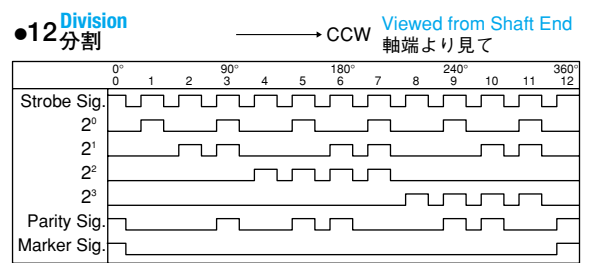 ●12 Division
分割
CCW Viewed from Shaft End
軸端より見て
0° 90° 180° 240° 360°
0 1 2 3 4 5 6 7 8 9 10 11 12
Strobe Sig.
2⁰
2¹
2²
2³
Parity Sig.
Marker Sig.